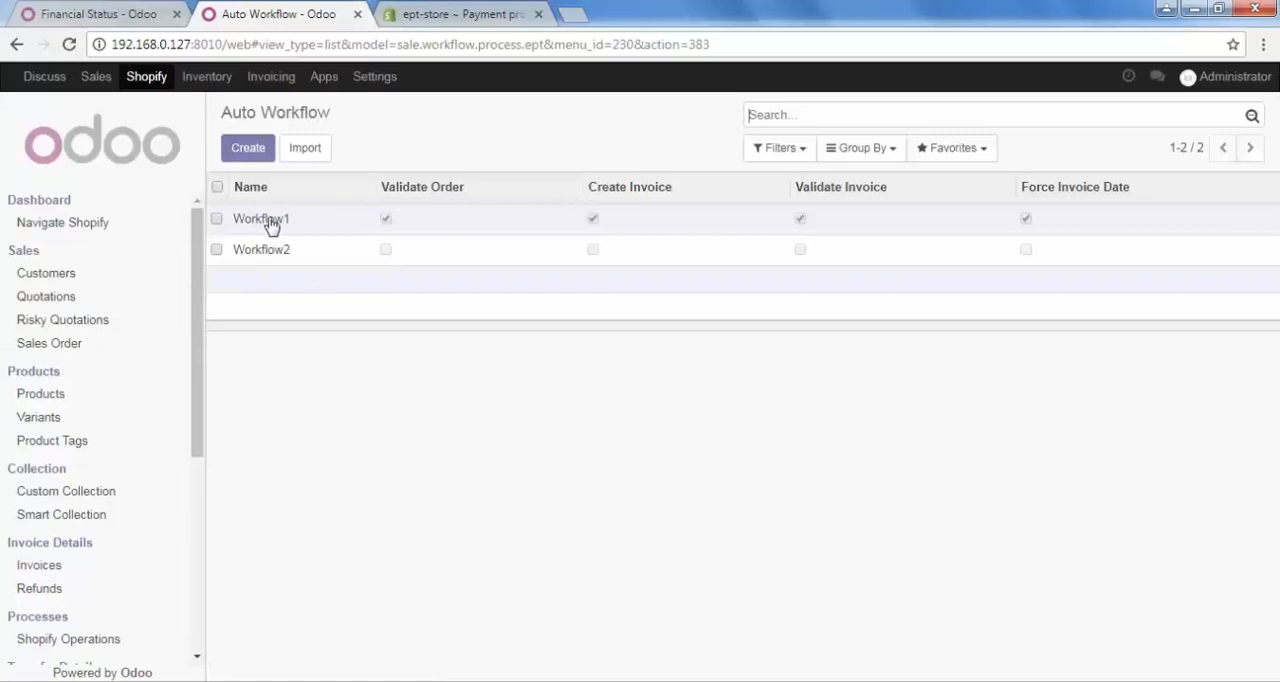 Financial Status - Odoo
Auto Workflow - Odoo
ept-store ~ Payment pr
192.168.0.127:8010/web#view_type=list&model=sale.workflow.process.ept&menu_id=230&action=383
Discuss Sales Shopify Inventory Invoicing Apps Settings Administrator
odoo
Auto Workflow
Search...
Create Import
Filters Group By Favorites 1-2 / 2
Name Validate Order Create Invoice Validate Invoice Force Invoice Date
Workflow1
Workflow2
Dashboard
Navigate Shopify
Sales
Customers
Quotations
Risky Quotations
Sales Order
Products
Products
Variants
Product Tags
Collection
Custom Collection
Smart Collection
Invoice Details
Invoices
Refunds
Processes
Shopify Operations
Powered by Odoo